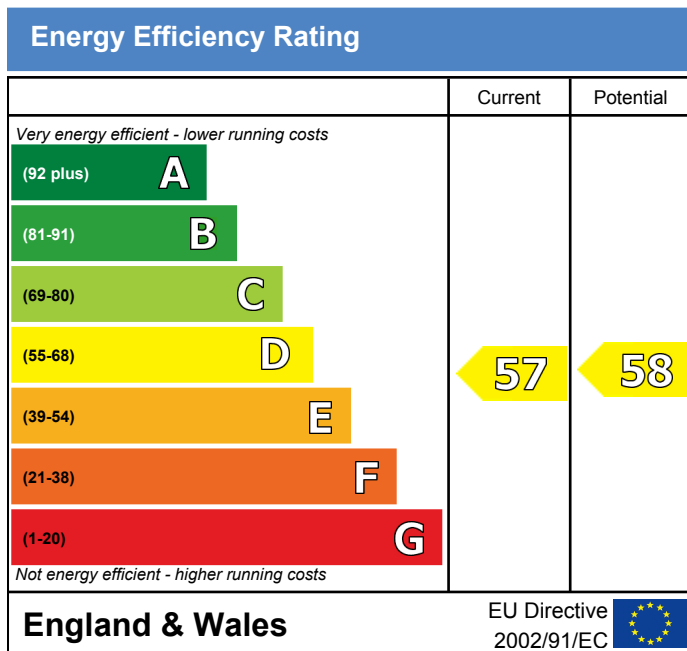 Energy Efficiency Rating
Current Potential
Very energy efficient - lower running costs
(92 plus) A
(81-91) B
(69-80) C
(55-68) D
57 58
(39-54) E
(21-38) F
(1-20) G
Not energy efficient - higher running costs
England & Wales
EU Directive
2002/91/EC